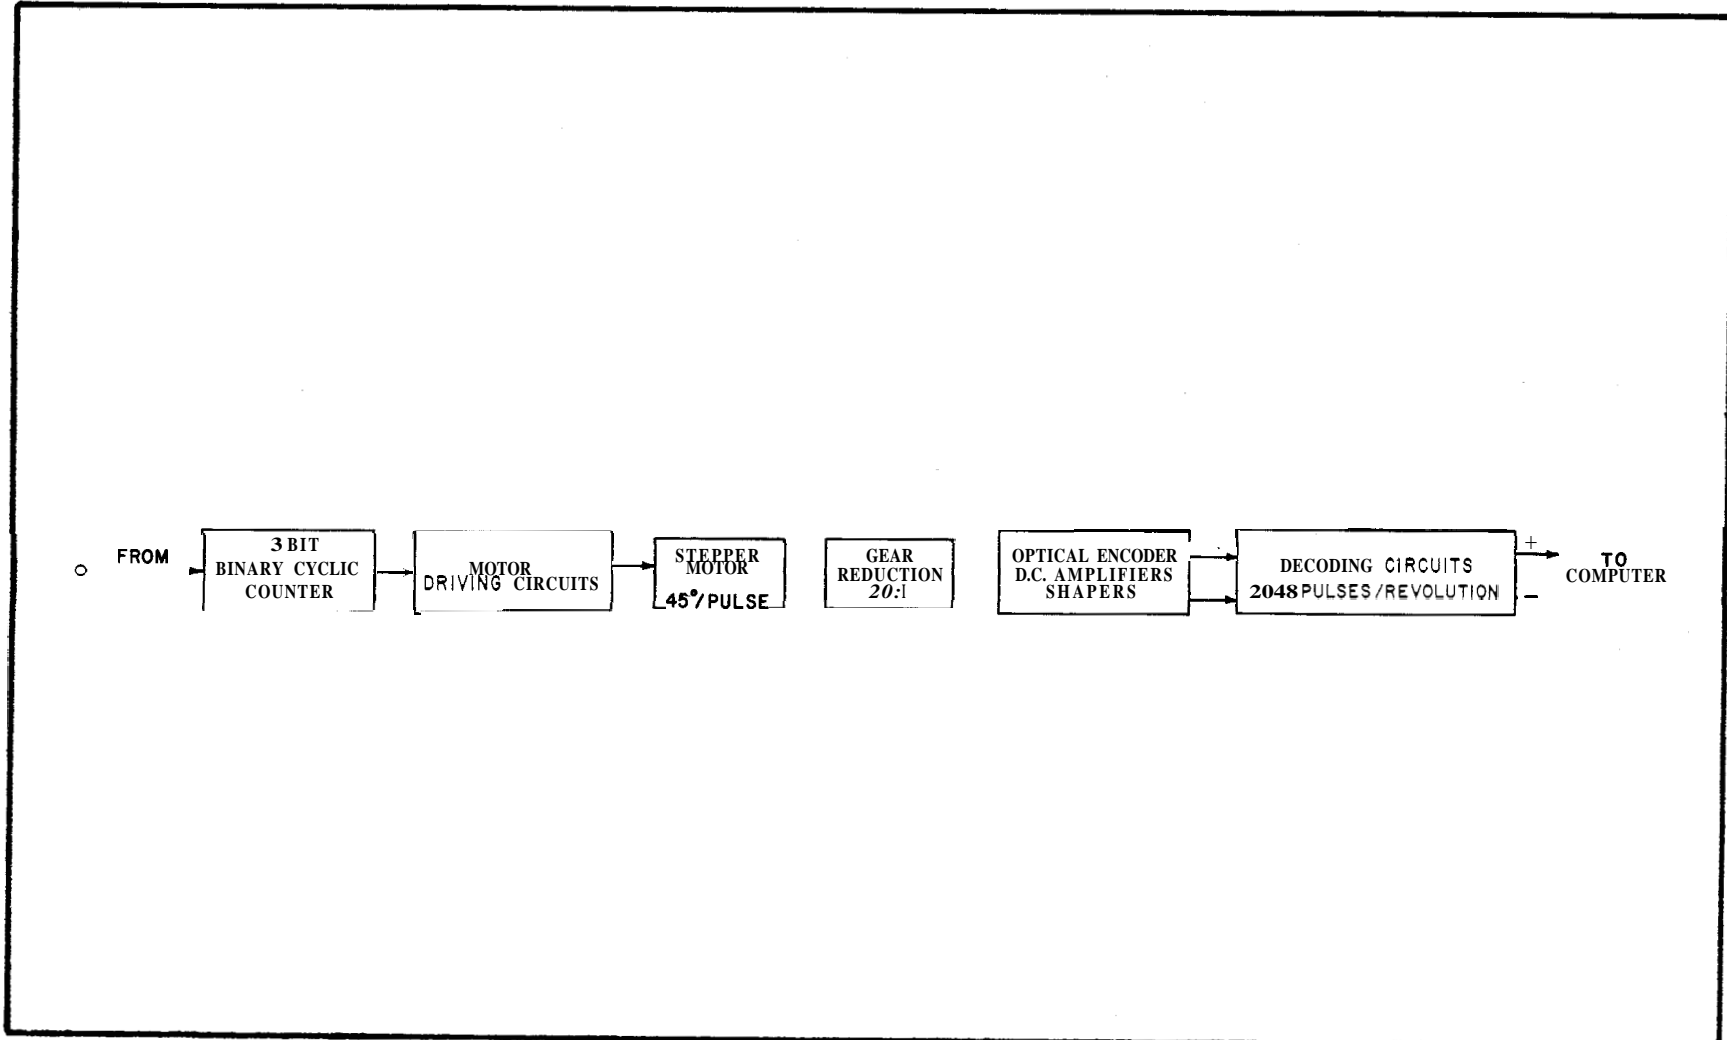 FROM
3 BIT
BINARY CYCLIC
COUNTER
MOTOR
DRIVING CIRCUITS
STEPPER
MOTOR
45°/PULSE
GEAR
REDUCTION
20:1
OPTICAL ENCODER
D.C. AMPLIFIERS
SHAPERS
DECODING CIRCUITS
2048 PULSES/REVOLUTION
+
−
TO
COMPUTER